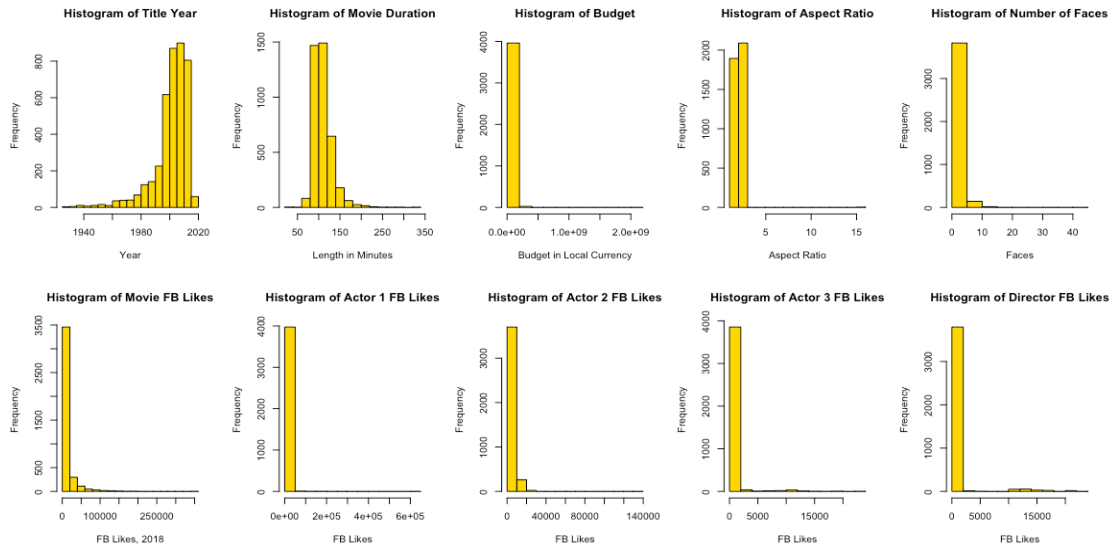 Histogram of Title Year
Frequency
0 200 400 600 800
1940 1980 2020
Year
Histogram of Movie Duration
Frequency
0 500 1000 1500
50 150 250 350
Length in Minutes
Histogram of Budget
Frequency
0 1000 2000 3000 4000
0.0e+00 1.0e+09 2.0e+09
Budget in Local Currency
Histogram of Aspect Ratio
Frequency
0 500 1000 1500 2000
5 10 15
Aspect Ratio
Histogram of Number of Faces
Frequency
0 1000 2000 3000
0 10 20 30 40
Faces
Histogram of Movie FB Likes
Frequency
0 500 1500 2500 3500
0 100000 250000
FB Likes, 2018
Histogram of Actor 1 FB Likes
Frequency
0 1000 2000 3000 4000
0e+00 2e+05 4e+05 6e+05
FB Likes
Histogram of Actor 2 FB Likes
Frequency
0 1000 2000 3000
0 40000 80000 140000
FB Likes
Histogram of Actor 3 FB Likes
Frequency
0 1000 2000 3000 4000
0 5000 15000
FB Likes
Histogram of Director FB Likes
Frequency
0 1000 2000 3000
0 5000 15000
FB Likes